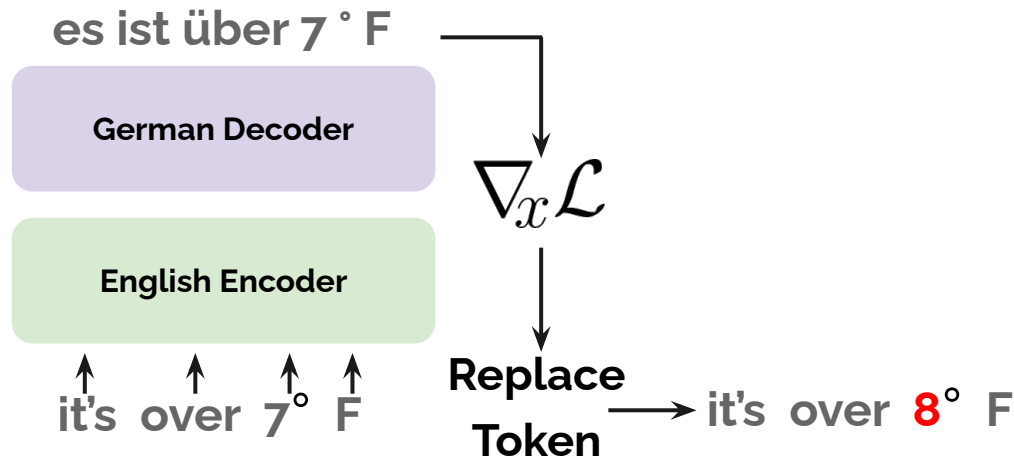 es ist über 7 ° F
German Decoder
∇ₓℒ
English Encoder
Replace
Token
it's over 7° F
it's over 8° F